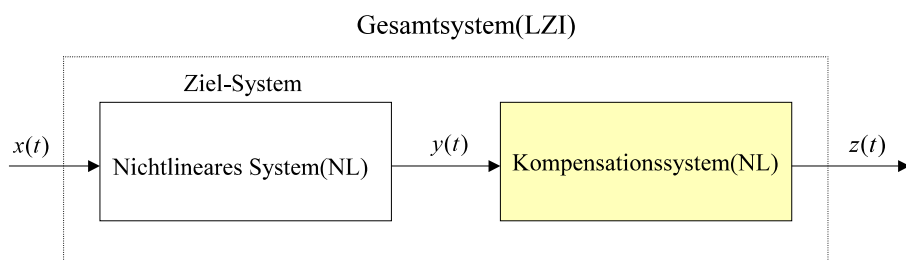 Gesamtsystem(LZI)
Ziel-System
x(t)
Nichtlineares System(NL)
y(t)
Kompensationssystem(NL)
z(t)